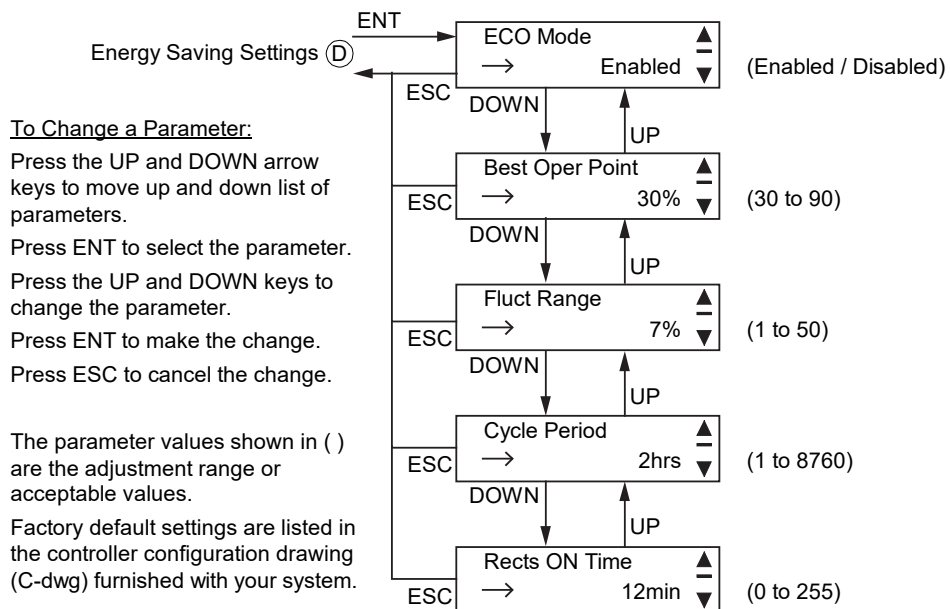 ENT
Energy Saving Settings D
ECO Mode
→ Enabled
(Enabled / Disabled)
ESC
DOWN
UP
To Change a Parameter:
Press the UP and DOWN arrow
keys to move up and down list of
parameters.
Press ENT to select the parameter.
Press the UP and DOWN keys to
change the parameter.
Press ENT to make the change.
Press ESC to cancel the change.
The parameter values shown in ( )
are the adjustment range or
acceptable values.
Factory default settings are listed in
the controller configuration drawing
(C-dwg) furnished with your system.
Best Oper Point
→ 30%
(30 to 90)
ESC
DOWN
UP
Fluct Range
→ 7%
(1 to 50)
ESC
DOWN
UP
Cycle Period
→ 2hrs
(1 to 8760)
ESC
DOWN
UP
Rects ON Time
→ 12min
(0 to 255)
ESC